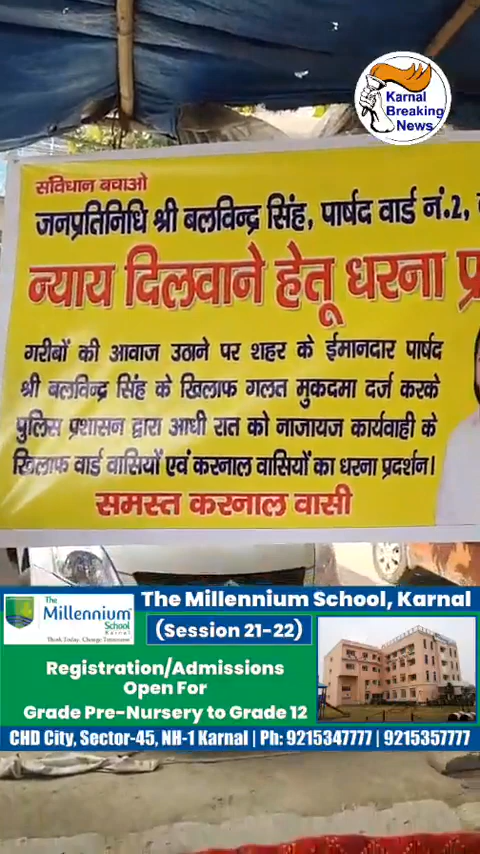 Karnal
Breaking
News
संविधान बचाओ
जनप्रतिनिधि श्री बलविन्द्र सिंह, पार्षद वार्ड नं.2,
न्याय दिलवाने हेतू धरना
गरीबों की आवाज उठाने पर शहर के ईमानदार पार्षद
श्री बलविन्द्र सिंह के खिलाफ गलत मुकदमा दर्ज करके
पुलिस प्रशासन द्वारा आधी रात को नाजायज कार्यवाही के
खिलाफ वार्ड वासियों एवं करनाल वासियों का धरना प्रदर्शन।
समस्त करनाल वासी
The
Millennium
School
Karnal
Think Today. Change Tomorrow.
The Millennium School, Karnal
(Session 21-22)
Registration/Admissions
Open For
Grade Pre-Nursery to Grade 12
CHD City, Sector-45, NH-1 Karnal | Ph: 9215347777 | 9215357777